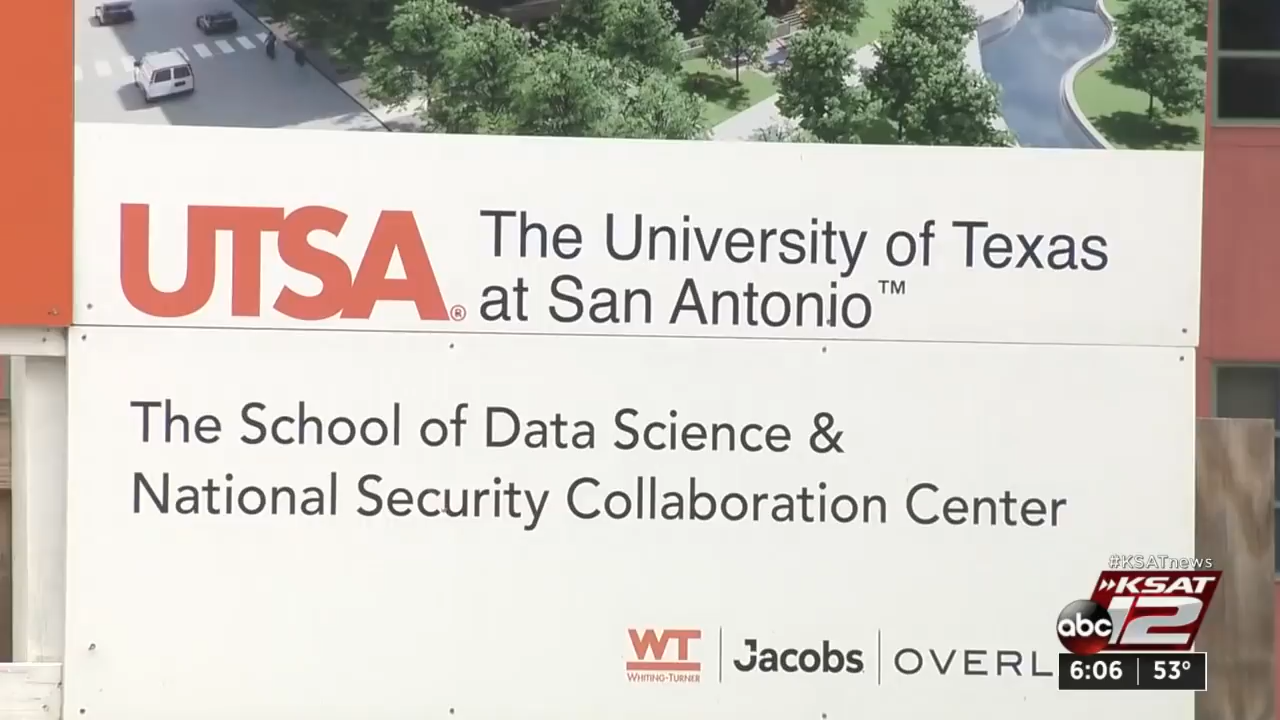 UTSA®
The University of Texas
at San Antonio™
The School of Data Science &
National Security Collaboration Center
WT
WHITING-TURNER
Jacobs
OVERL
#KSATnews
KSAT
abc 12
6:06 53°